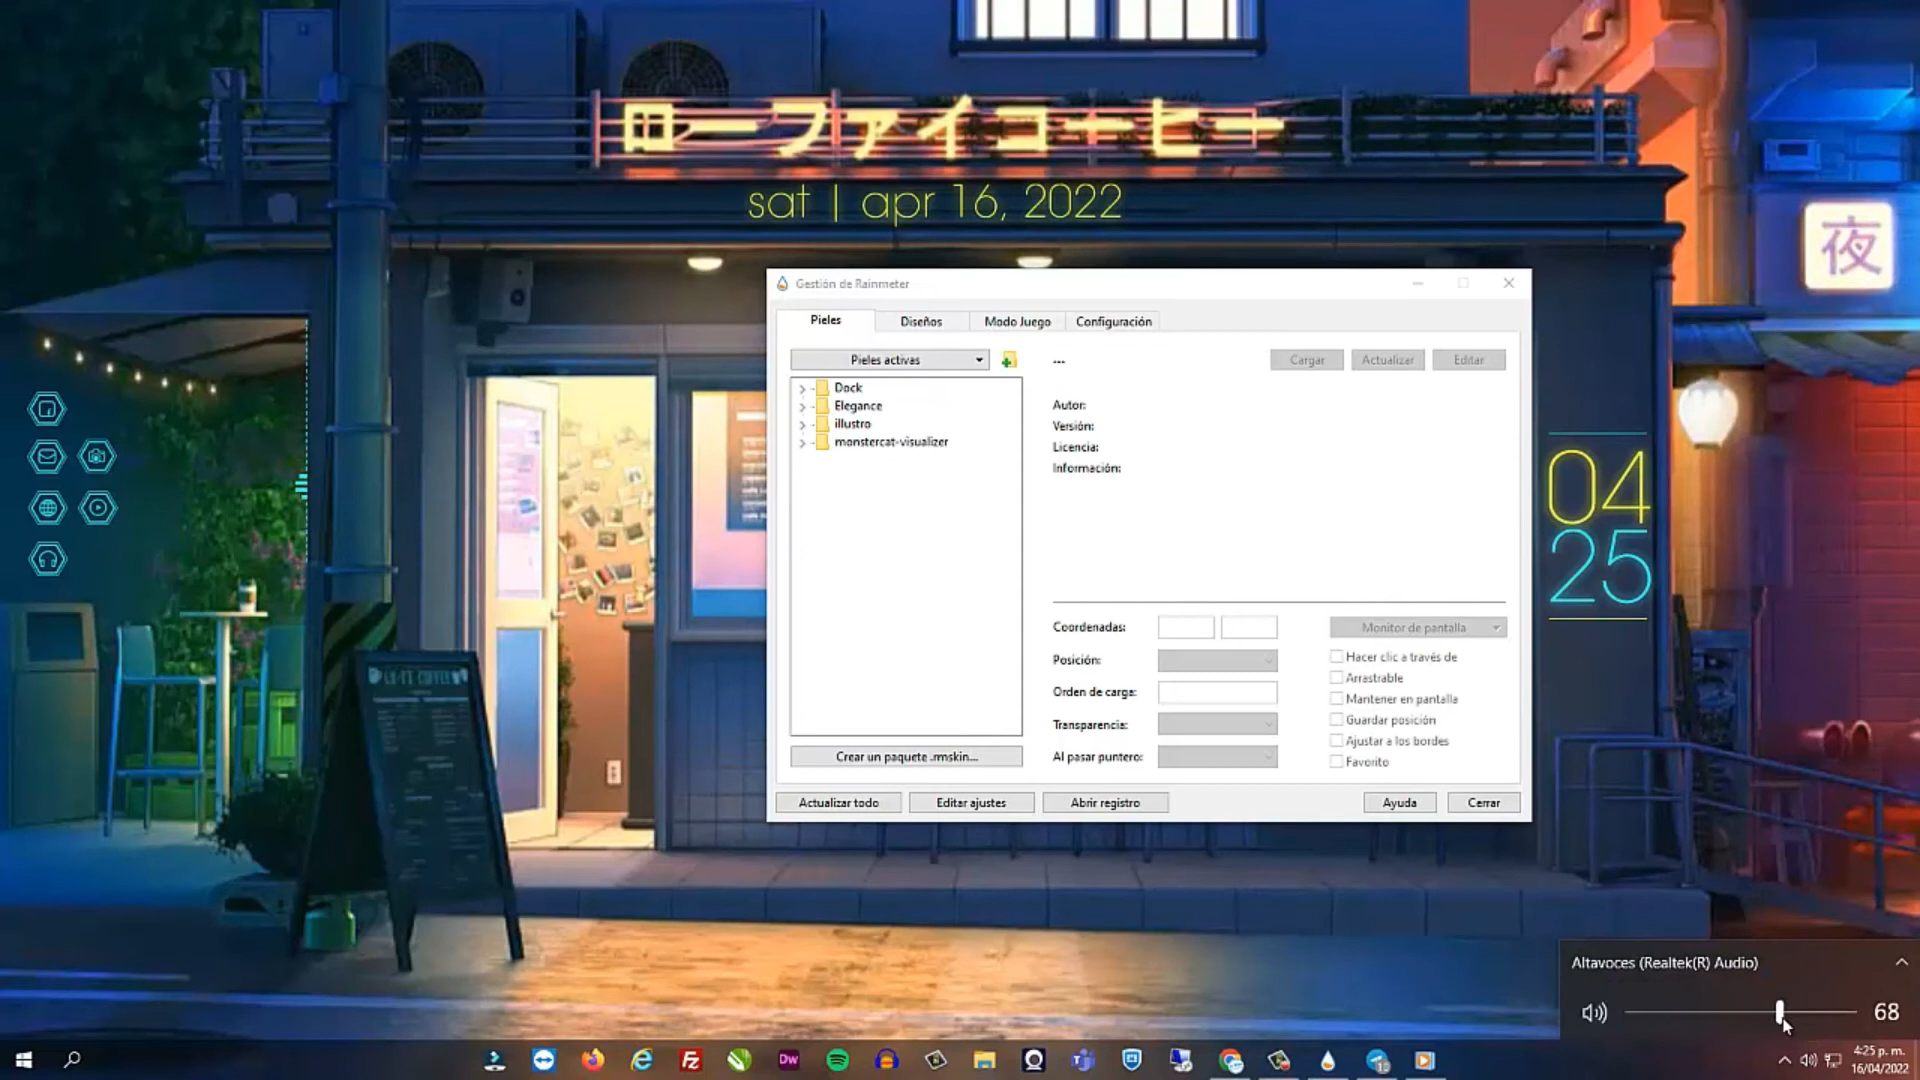 ローファイコーヒー
sat | apr 16, 2022
夜
Gestión de Rainmeter
Pieles
Diseños
Modo Juego
Configuración
Pieles activas
---
Cargar
Actualizar
Editar
Dock
Elegance
illustro
monstercat-visualizer
Autor:
Versión:
Licencia:
Información:
04
25
Coordenadas:
Monitor de pantalla
Posición:
Hacer clic a través de
Arrastrable
Orden de carga:
Mantener en pantalla
Transparencia:
Guardar posición
Ajustar a los bordes
Crear un paquete .rmskin...
Al pasar puntero:
Favorito
Actualizar todo
Editar ajustes
Abrir registro
Ayuda
Cerrar
Altavoces (Realtek(R) Audio)
68
Fz
Dw
4:25 p. m.
16/04/2022